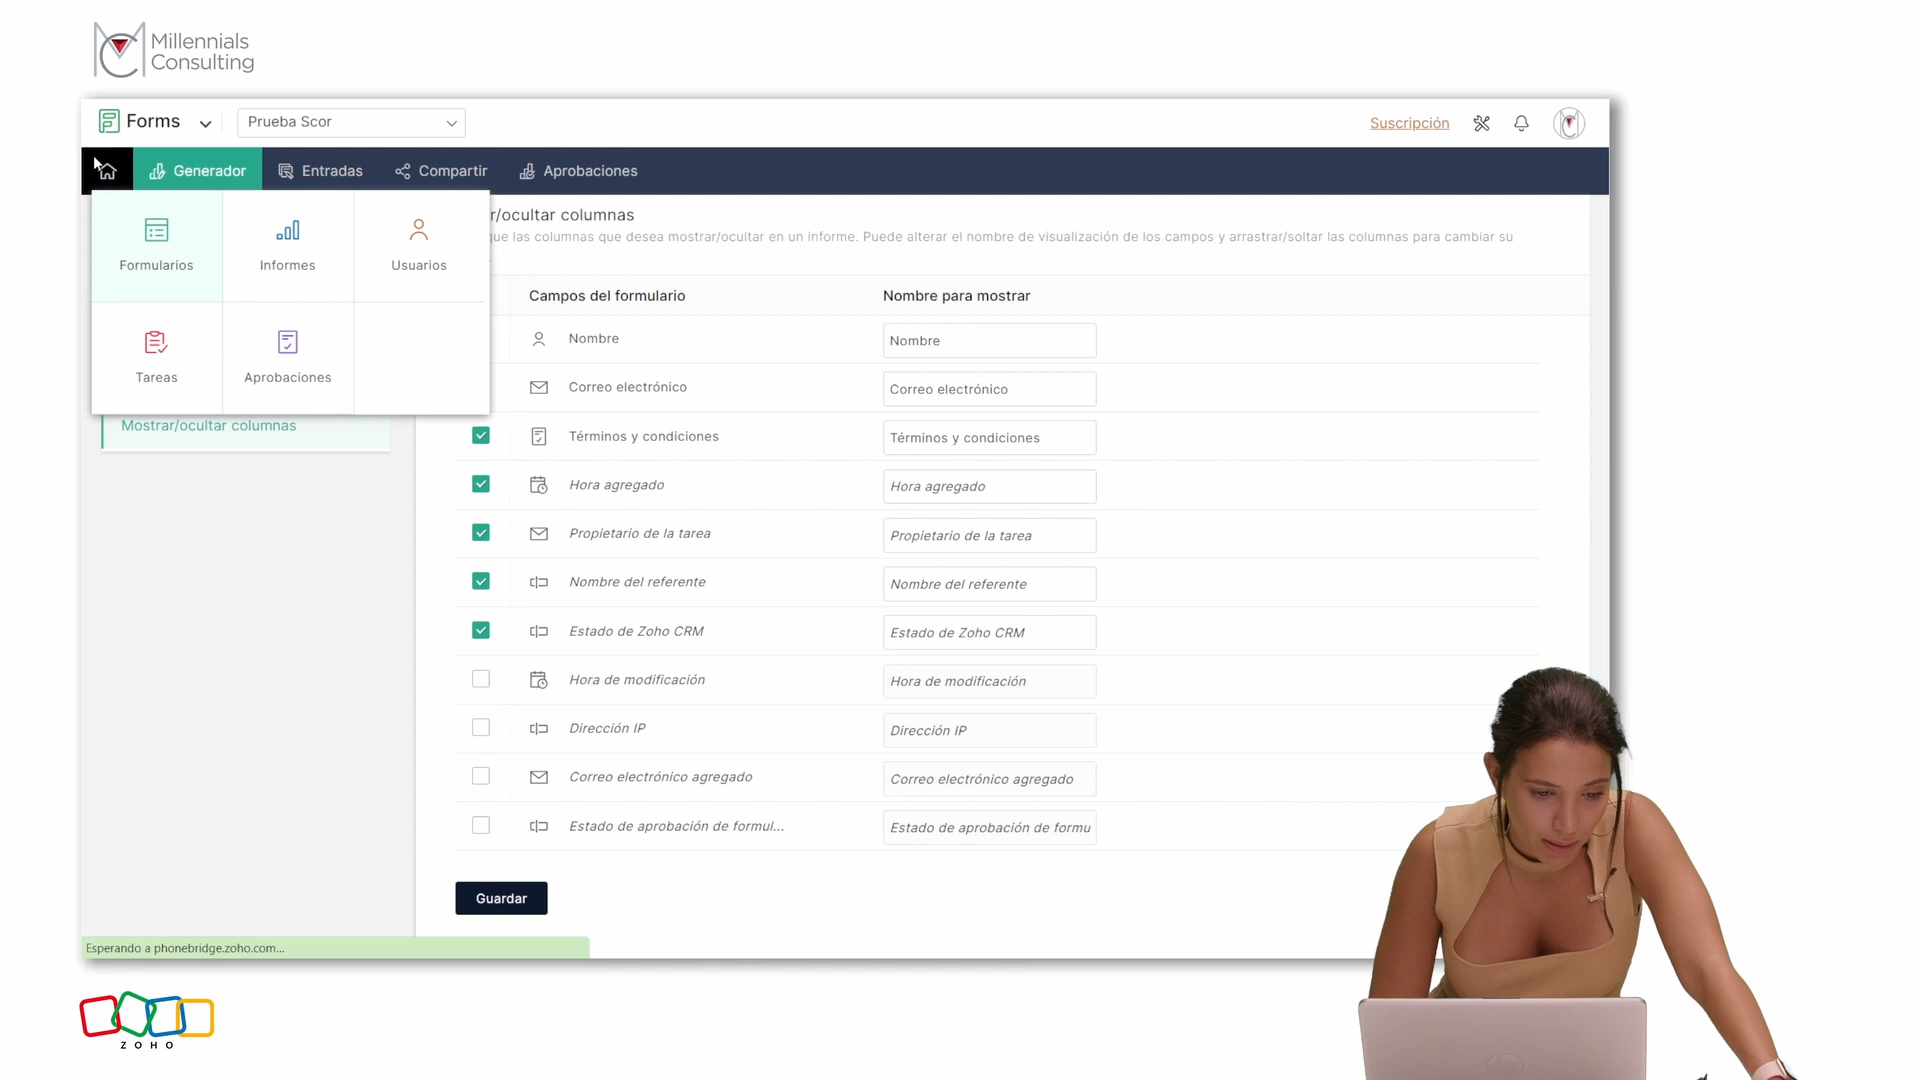 Millennials
Consulting
Forms
Prueba Scor
Suscripción
Generador
Entradas
Compartir
Aprobaciones
Formularios
Informes
Usuarios
Tareas
Aprobaciones
Mostrar/ocultar columnas
r/ocultar columnas
que las columnas que desea mostrar/ocultar en un informe. Puede alterar el nombre de visualización de los campos y arrastrar/soltar las columnas para cambiar su
Campos del formulario
Nombre para mostrar
Nombre
Nombre
Correo electrónico
Correo electrónico
Términos y condiciones
Términos y condiciones
Hora agregado
Hora agregado
Propietario de la tarea
Propietario de la tarea
Nombre del referente
Nombre del referente
Estado de Zoho CRM
Estado de Zoho CRM
Hora de modificación
Hora de modificación
Dirección IP
Dirección IP
Correo electrónico agregado
Correo electrónico agregado
Estado de aprobación de formul...
Estado de aprobación de formu
Guardar
Esperando a phonebridge.zoho.com...
ZOHO